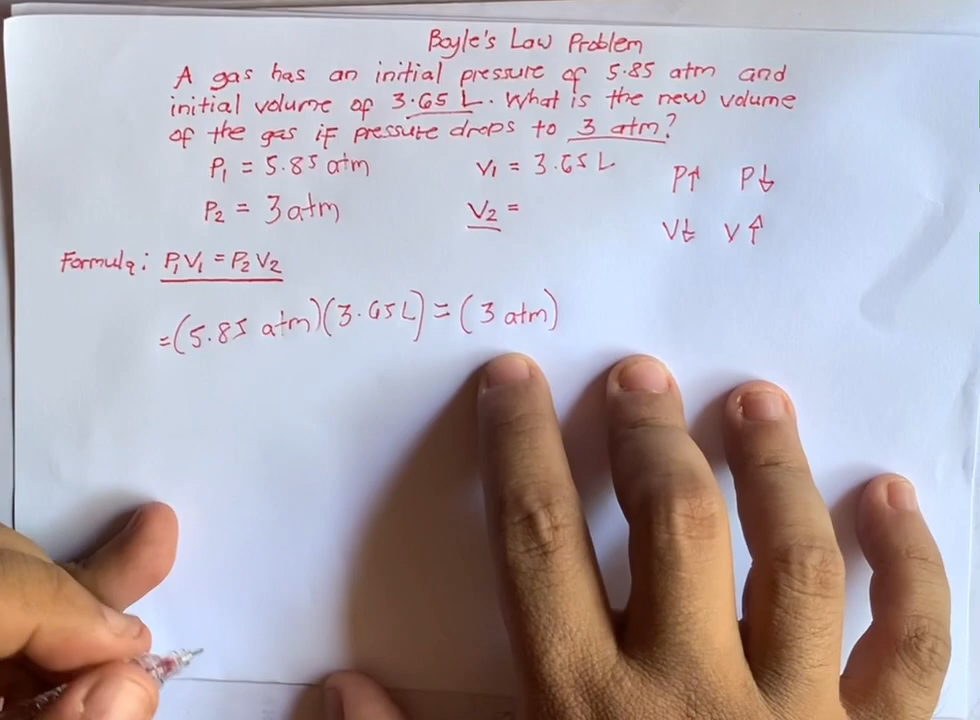 Boyle's Law Problem
A gas has an initial pressure of 5.85 atm and
initial volume of 3.65 L. What is the new volume
of the gas if pressure drops to 3 atm?
P₁ = 5.85 atm V₁ = 3.65 L P↑ P↓
P₂ = 3 atm V₂ = V↓ V↑
Formula: P₁V₁ = P₂V₂
=(5.85 atm)(3.65L) = (3 atm)